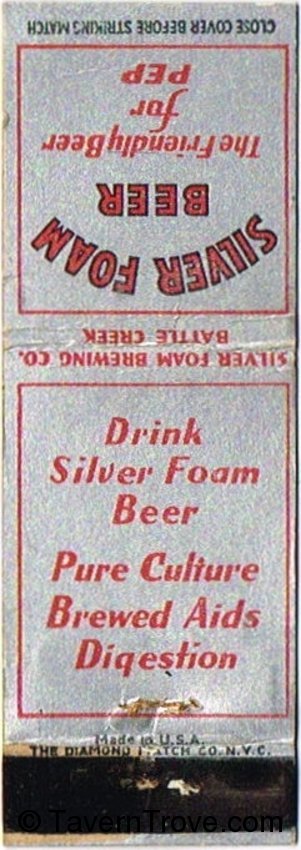 CLOSE COVER BEFORE STRIKING MATCH
SILVER FOAM
BEER
The Friendly Beer
for
PEP
SILVER FOAM BREWING CO.
BATTLE CREEK
Drink
Silver Foam
Beer
Pure Culture
Brewed Aids
Digestion
Made in U.S.A.
THE DIAMOND MATCH CO. N.Y.C.
© TavernTrove.com